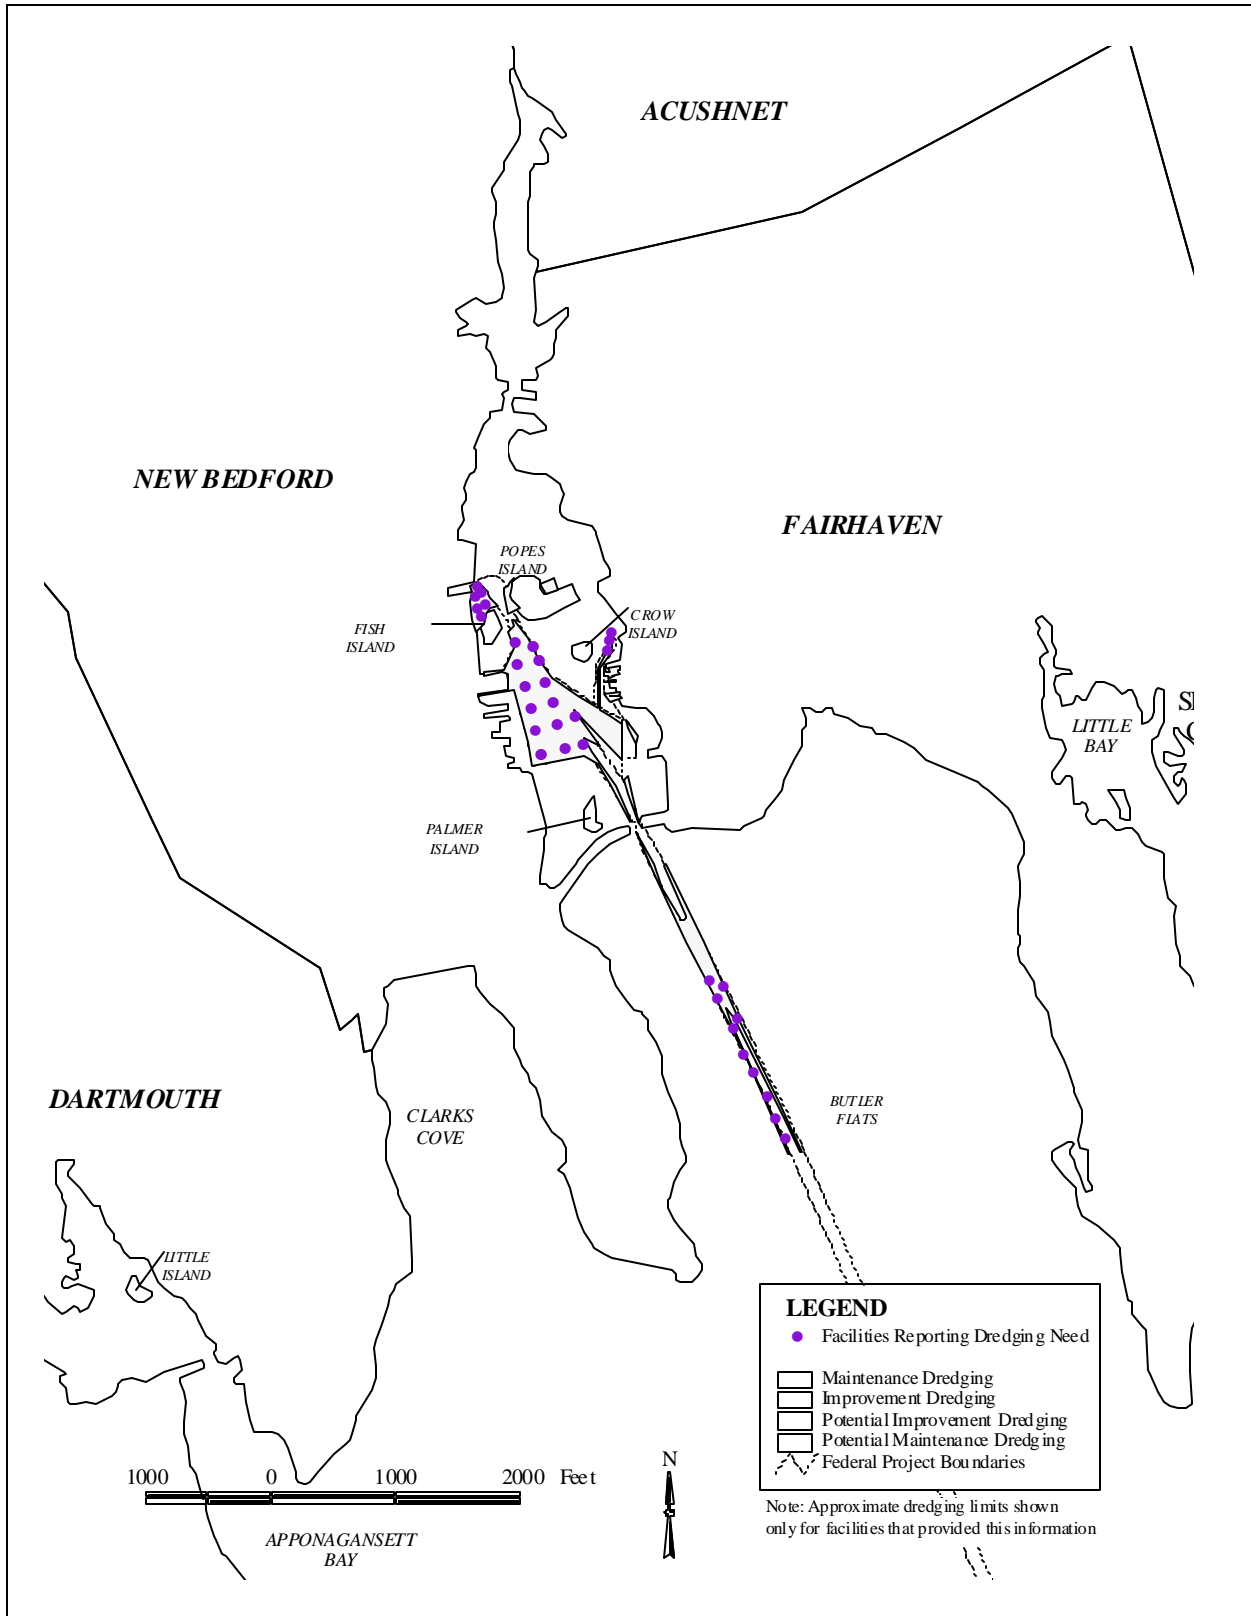 ACUSHNET
NEW BEDFORD
FAIRHAVEN
POPES
ISLAND
CROW
ISLAND
FISH
ISLAND
LITTLE
BAY
PALMER
ISLAND
DARTMOUTH
CLARKS
COVE
BUTLER
FLATS
LITTLE
ISLAND
LEGEND
Facilities Reporting Dredging Need
Maintenance Dredging
Improvement Dredging
Potential Improvement Dredging
Potential Maintenance Dredging
Federal Project Boundaries
N
1000 0 1000 2000 Feet
Note: Approximate dredging limits shown
only for facilities that provided this information
APPONAGANSETT
BAY